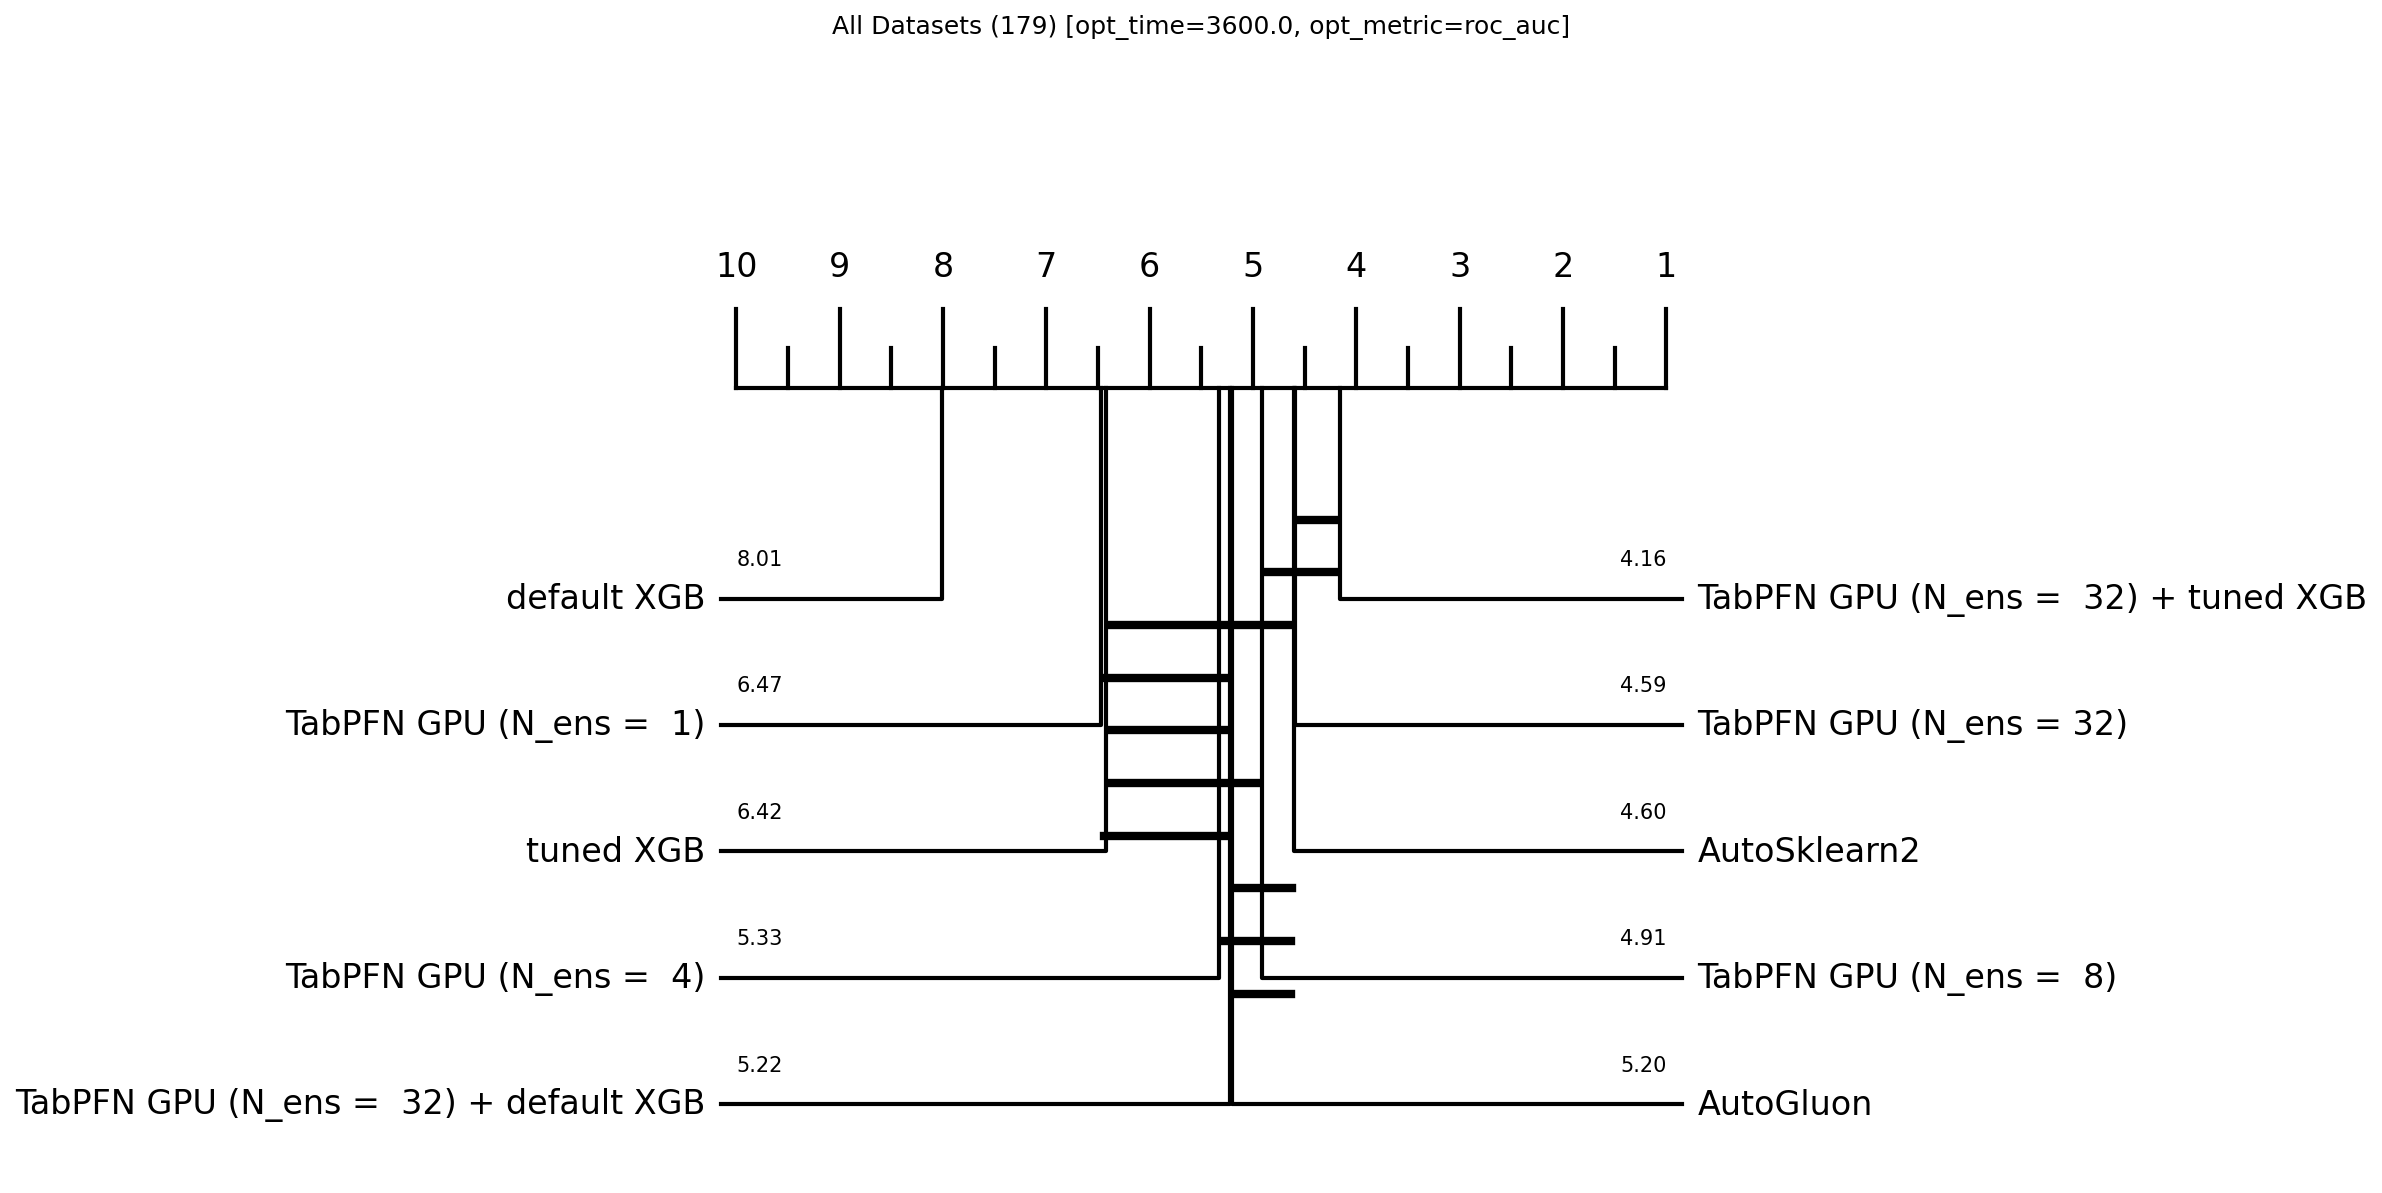 All Datasets (179) [opt_time=3600.0, opt_metric=roc_auc]
10 9 8 7 6 5 4 3 2 1
8.01 4.16
default XGB TabPFN GPU (N_ens =  32) + tuned XGB
6.47 4.59
TabPFN GPU (N_ens =  1) TabPFN GPU (N_ens = 32)
6.42 4.60
tuned XGB AutoSklearn2
5.33 4.91
TabPFN GPU (N_ens =  4) TabPFN GPU (N_ens =  8)
5.22 5.20
TabPFN GPU (N_ens =  32) + default XGB AutoGluon